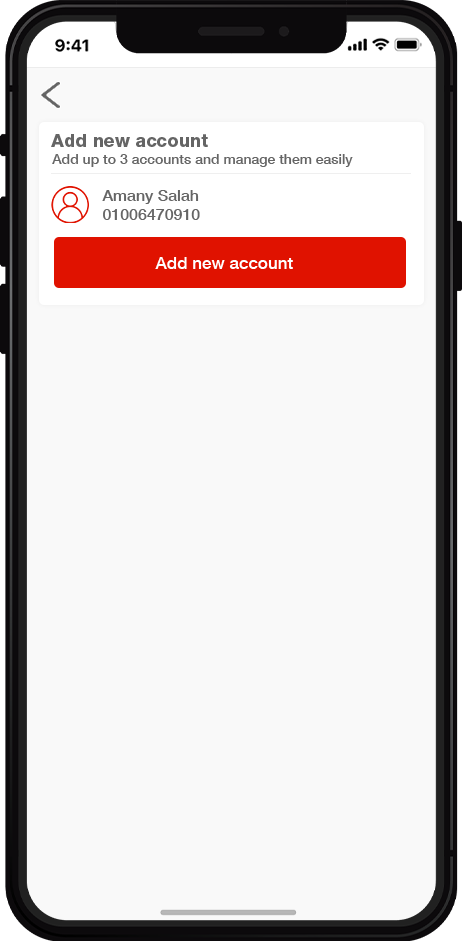 9:41
Add new account
Add up to 3 accounts and manage them easily
Amany Salah
01006470910
Add new account